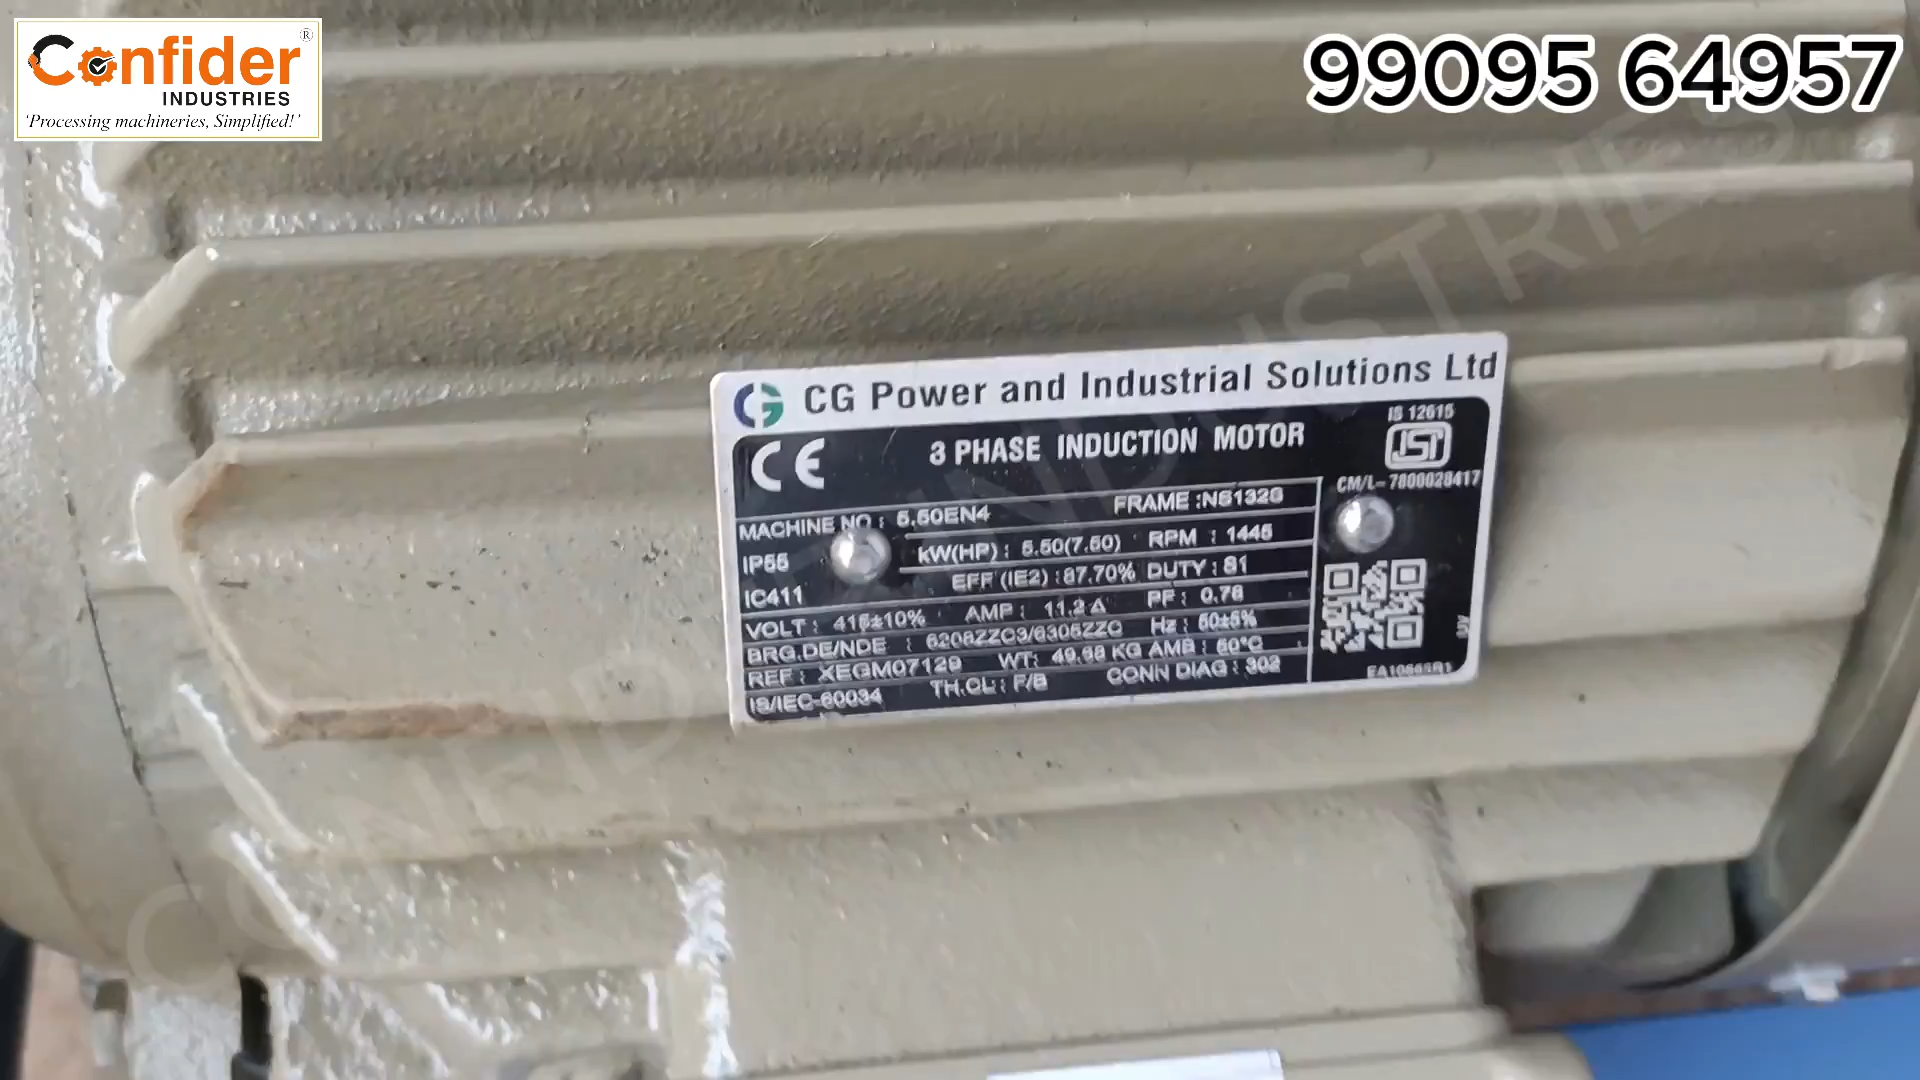 Confider®
INDUSTRIES
'Processing machineries, Simplified!'
99095 64957
CG CG Power and Industrial Solutions Ltd
CE 3 PHASE INDUCTION MOTOR
IS 12615
ISI
CM/L- 7800028417
MACHINE NO : 5.50EN4 FRAME :NS132S
IP55 kW(HP) : 5.50(7.50) RPM : 1445
IC411 EFF (IE2) :87.70% DUTY : S1
VOLT : 415±10% AMP : 11.2 A PF : 0.78
BRG.DE/NDE : 6208ZZC3/6305ZZC Hz : 50±5%
REF : XEGM07129 WT: 49.68 KG AMB : 50°C
IS/IEC-60034 TH.CL: F/B CONN DIAG : 302
CONFIDER INDUSTRIES